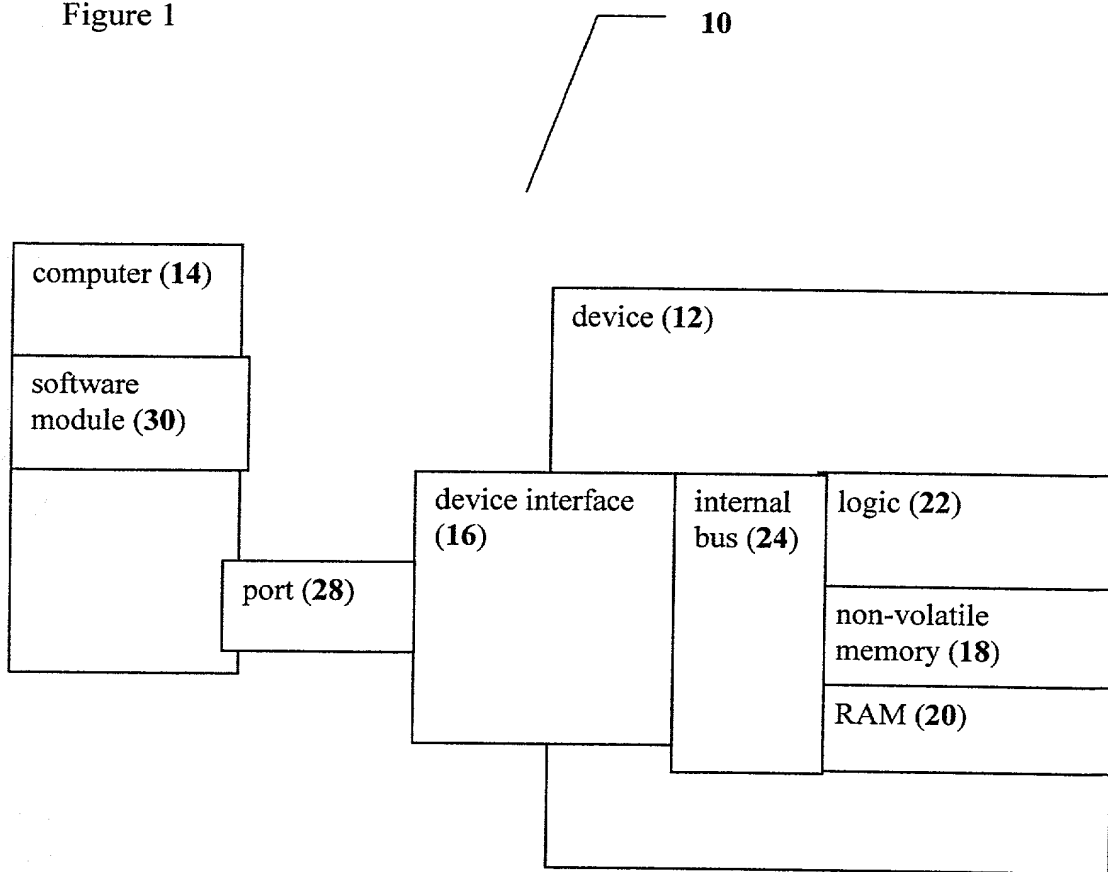 Figure 1
10
computer (14)
device (12)
software
module (30)
device interface
(16)
internal
bus (24)
logic (22)
port (28)
non-volatile
memory (18)
RAM (20)